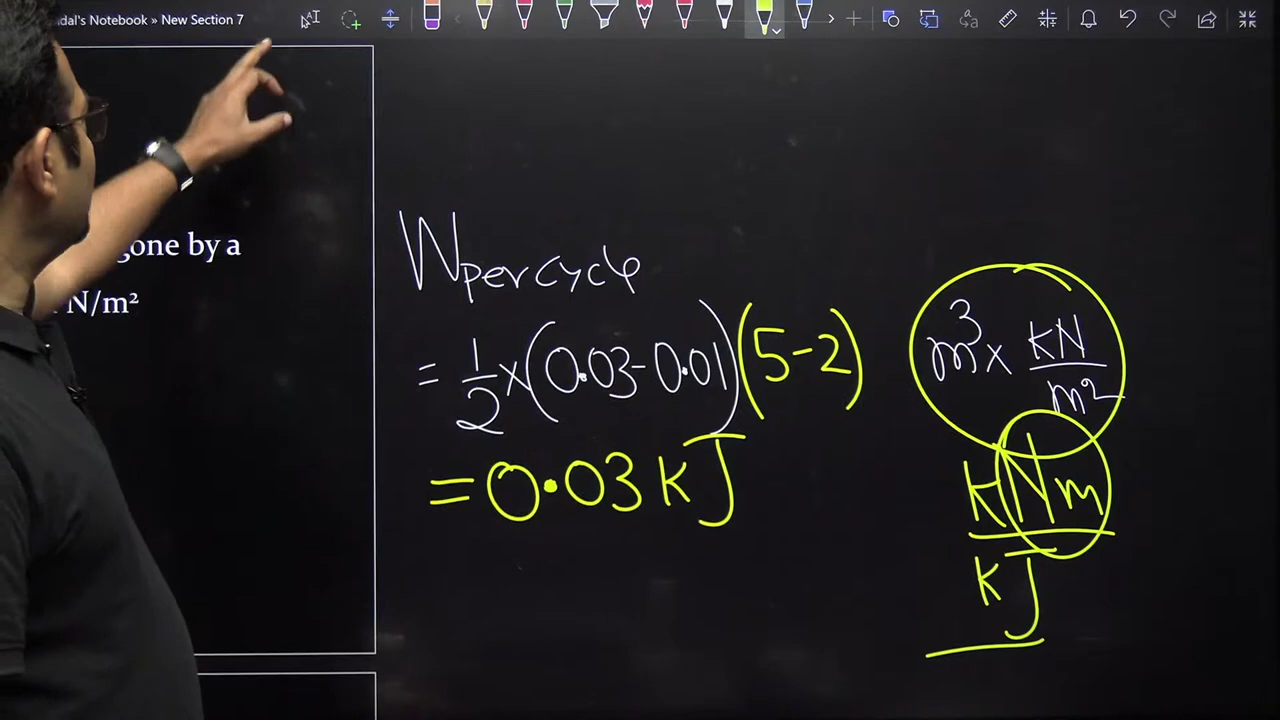 dal's Notebook » New Section 7
gone by a
N/m²
W per cycle
= 1/2 × (0.03 - 0.01) (5 - 2)
m³ × kN/m²
= 0.03 kJ
kNm
kJ